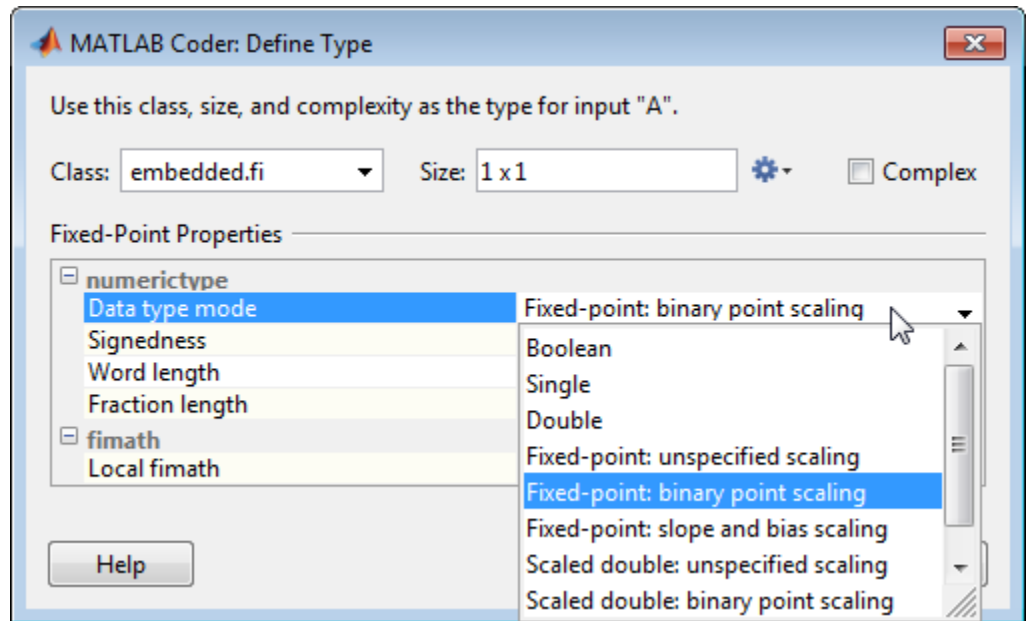 MATLAB Coder: Define Type
Use this class, size, and complexity as the type for input "A".
Class: embedded.fi Size: 1 x 1 Complex
Fixed-Point Properties
numerictype
Data type mode Fixed-point: binary point scaling
Signedness
Word length
Fraction length
fimath
Local fimath
Boolean
Single
Double
Fixed-point: unspecified scaling
Fixed-point: binary point scaling
Fixed-point: slope and bias scaling
Scaled double: unspecified scaling
Scaled double: binary point scaling
Help